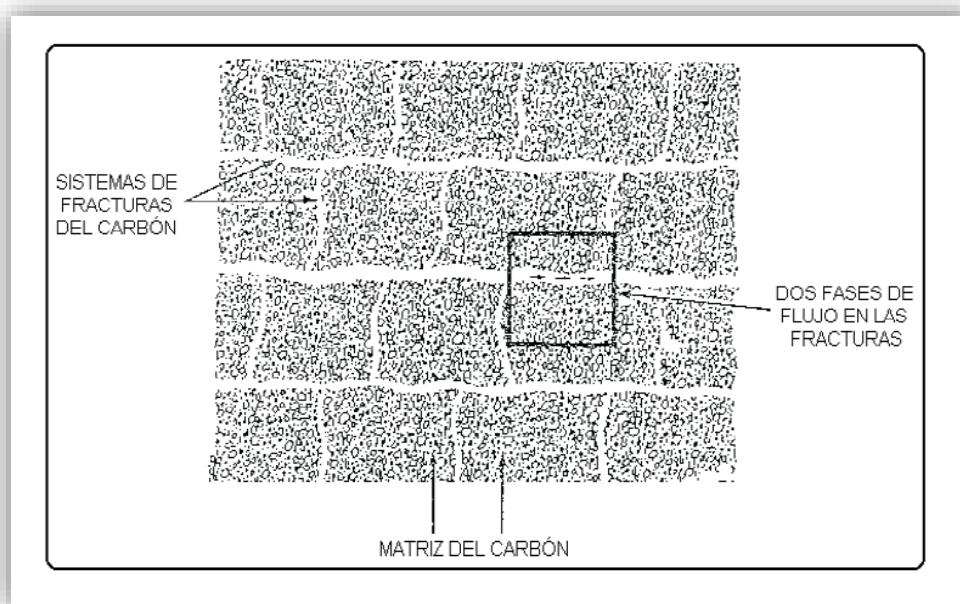 SISTEMAS DE
FRACTURAS
DEL CARBÓN
DOS FASES DE
FLUJO EN LAS
FRACTURAS
MATRIZ DEL CARBÓN